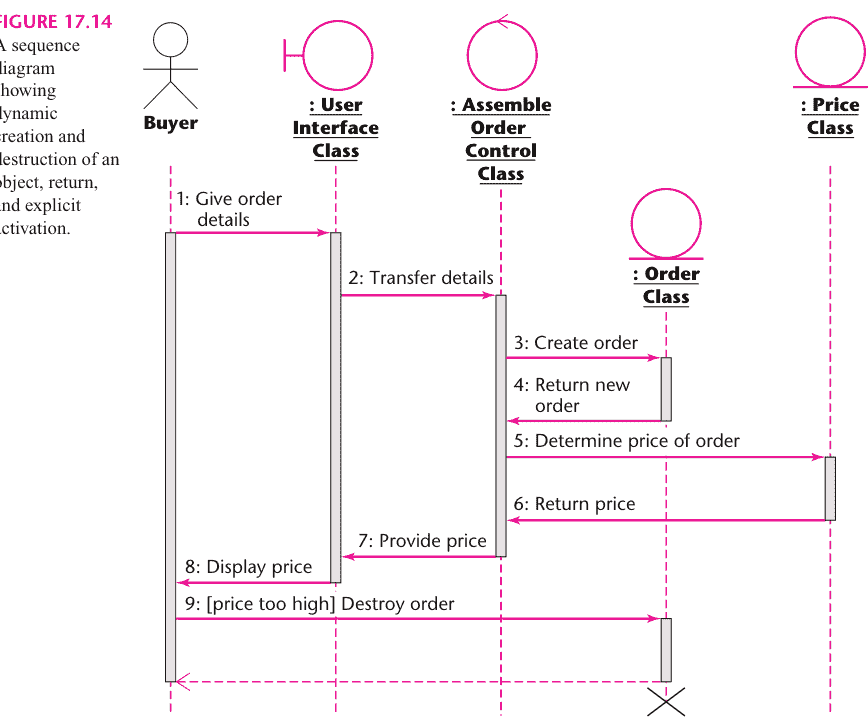 FIGURE 17.14
A sequence
diagram
showing
dynamic
creation and
destruction of an
object, return,
and explicit
activation.
Buyer
: User
Interface
Class
: Assemble
Order
Control
Class
: Price
Class
: Order
Class
1: Give order
details
2: Transfer details
3: Create order
4: Return new
order
5: Determine price of order
6: Return price
7: Provide price
8: Display price
9: [price too high] Destroy order